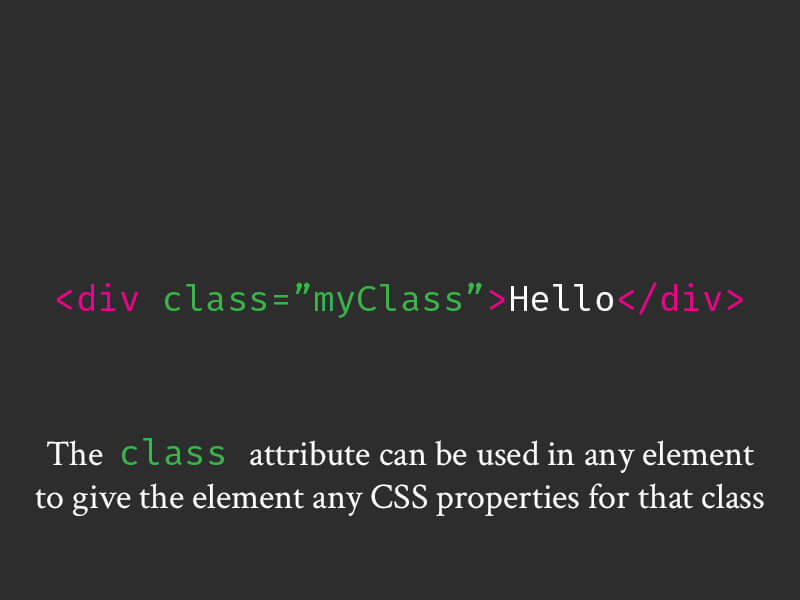 <div class=”myClass”>Hello</div>
The class attribute can be used in any element
to give the element any CSS properties for that class